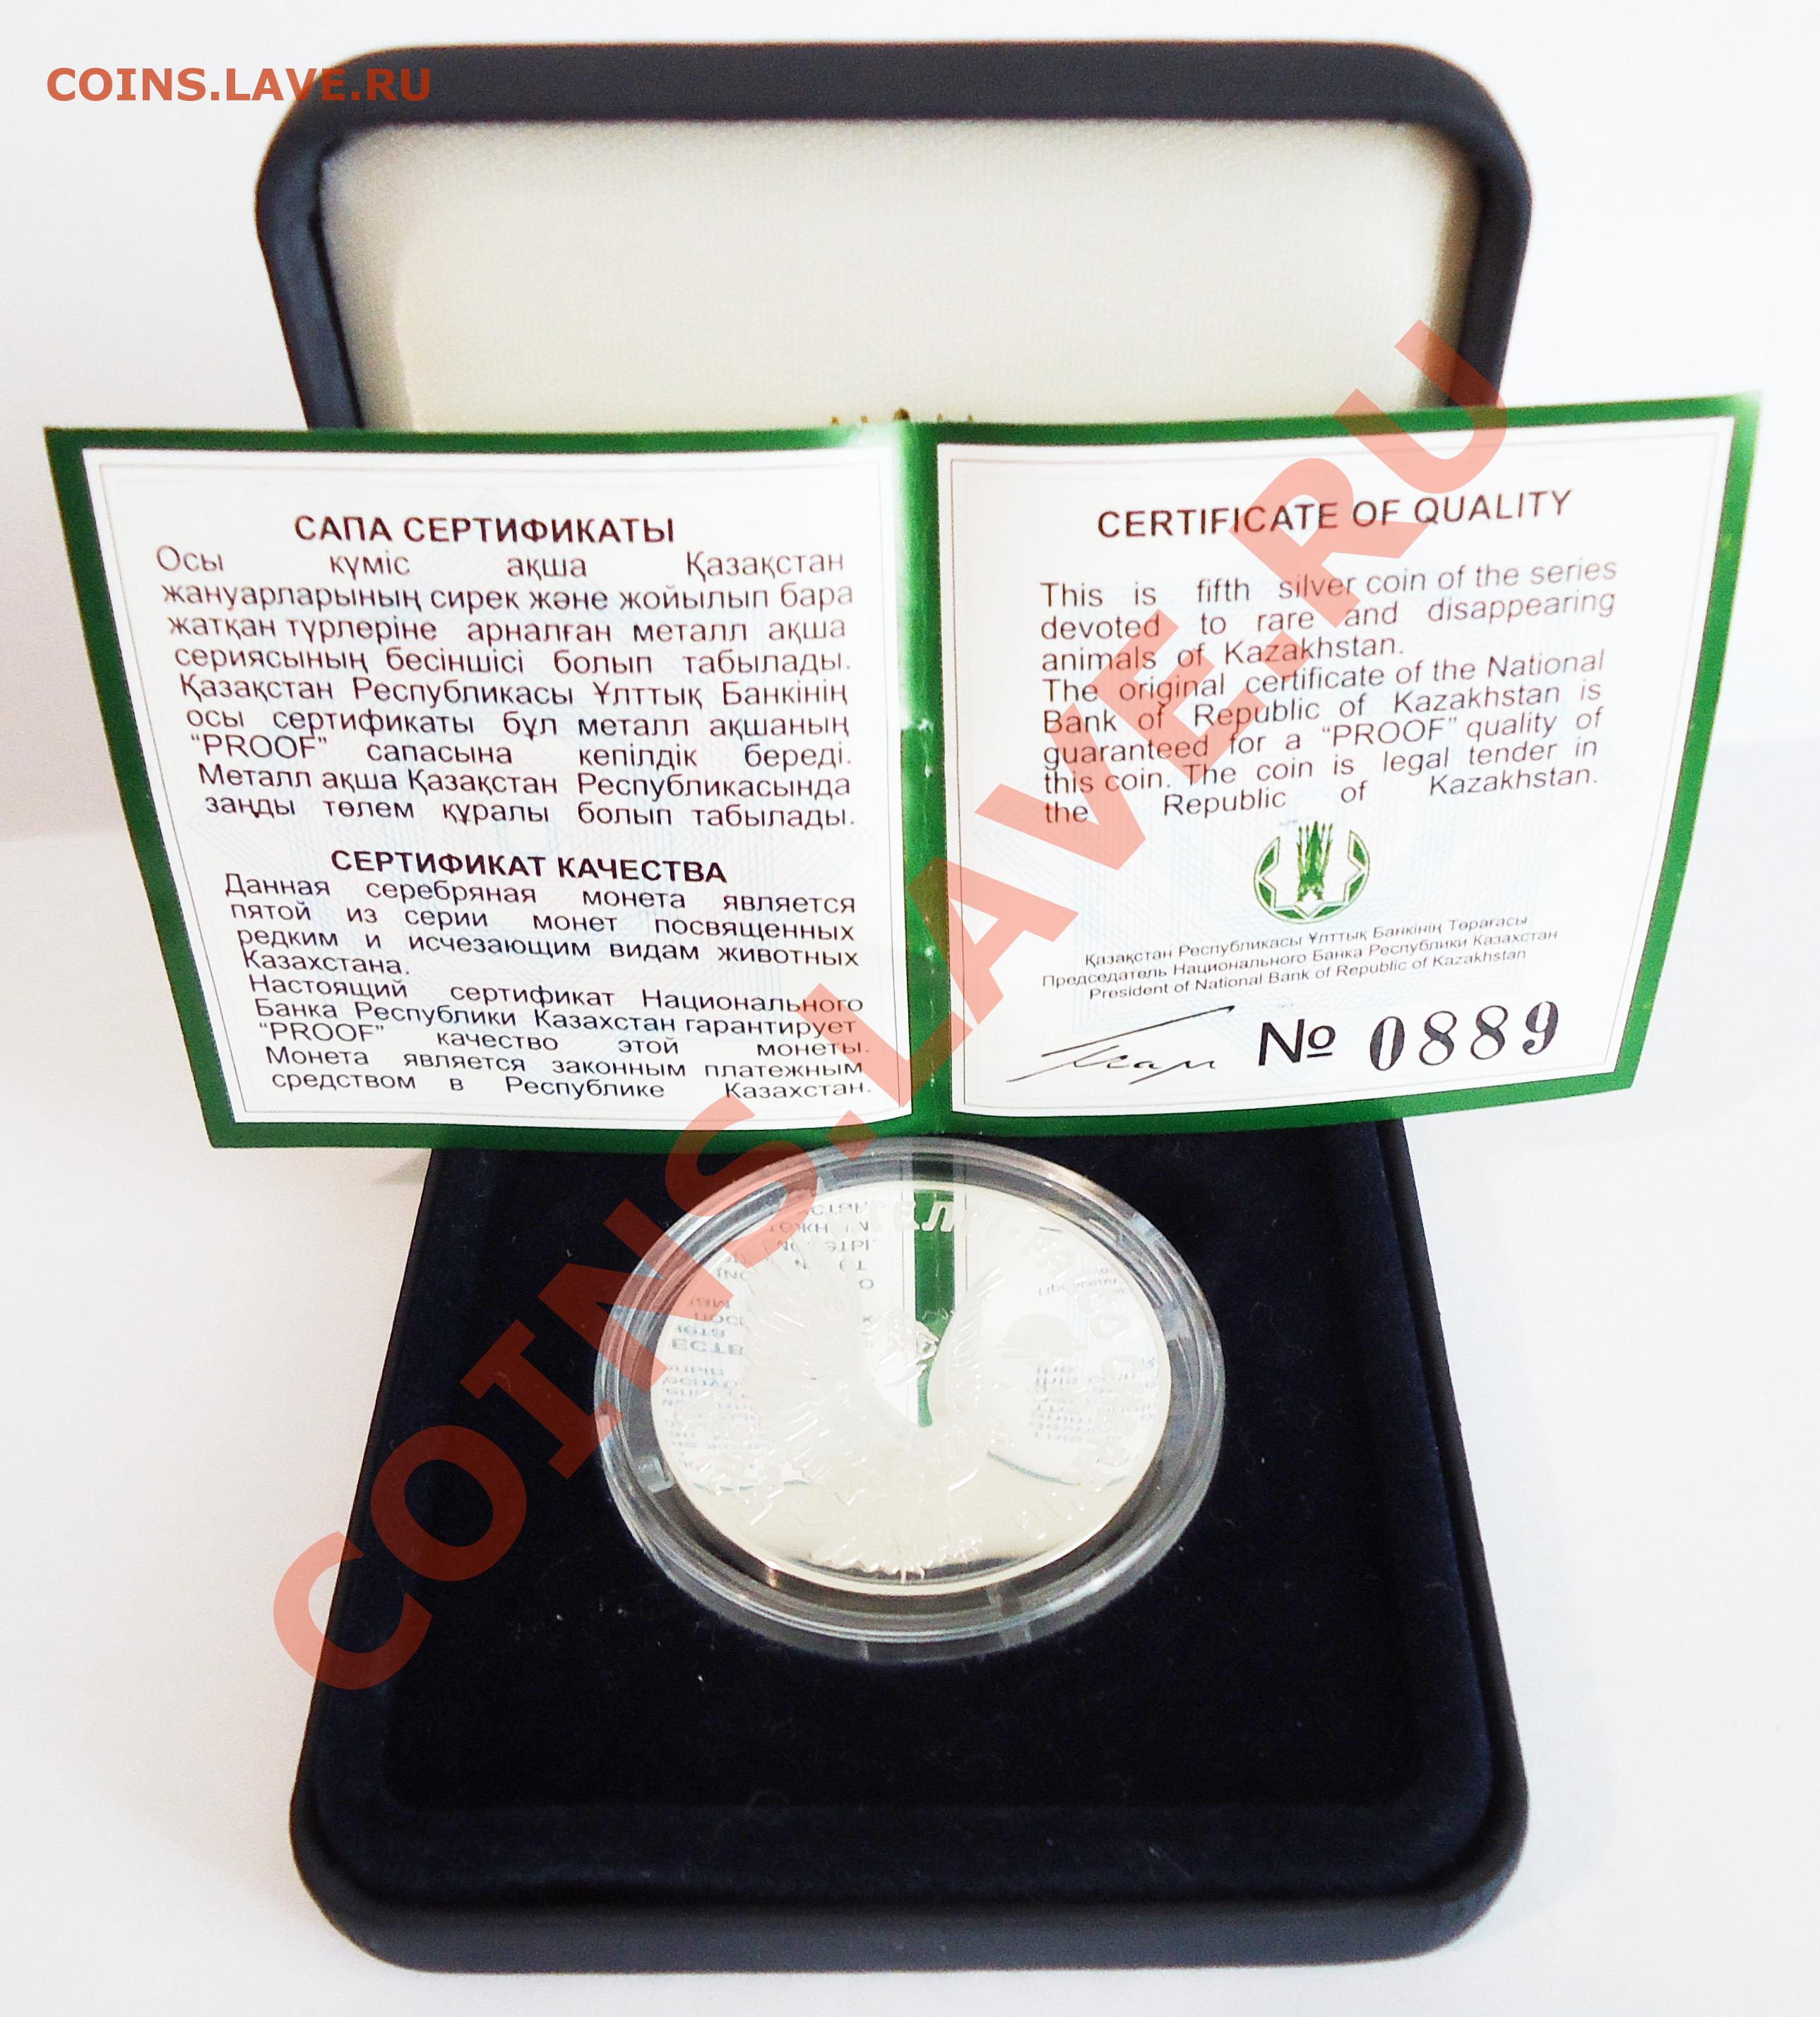 COINS.LAVE.RU
САПА СЕРТИФИКАТЫ
Осы күміс ақша Қазақстан
жануарларының сирек және жойылып бара
жатқан түрлеріне арналған металл ақша
сериясының бесіншісі болып табылады.
Қазақстан Республикасы Ұлттық Банкінің
осы сертификаты бұл металл ақшаның
“PROOF” сапасына кепілдік береді.
Металл ақша Қазақстан Республикасында
заңды төлем құралы болып табылады.
СЕРТИФИКАТ КАЧЕСТВА
Данная серебряная монета является
пятой из серии монет посвященных
редким и исчезающим видам животных
Казахстана.
Настоящий сертификат Национального
Банка Республики Казахстан гарантирует
“PROOF” качество этой монеты.
Монета является законным платежным
средством в Республике Казахстан.
CERTIFICATE OF QUALITY
This is fifth silver coin of the series
devoted to rare and disappearing
animals of Kazakhstan.
The original certificate of the National
Bank of Republic of Kazakhstan is
guaranteed for a “PROOF” quality of
this coin. The coin is legal tender in
the Republic of Kazakhstan.
Қазақстан Республикасы Ұлттық Банкінің Төрағасы
Председатель Национального Банка Республики Казахстан
President of National Bank of Republic of Kazakhstan
№ 0889
COINS.LAVE.RU